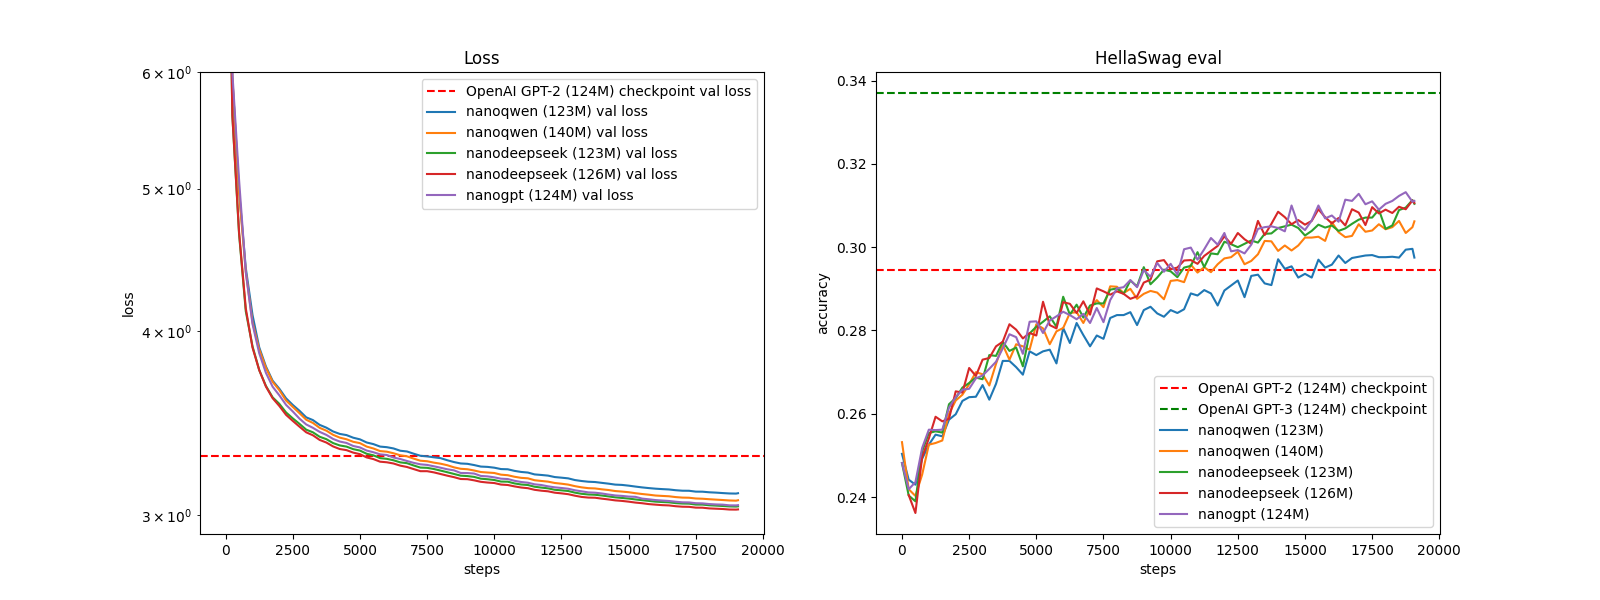 Loss
6 × 10⁰
5 × 10⁰
4 × 10⁰
3 × 10⁰
loss
OpenAI GPT-2 (124M) checkpoint val loss
nanoqwen (123M) val loss
nanoqwen (140M) val loss
nanodeepseek (123M) val loss
nanodeepseek (126M) val loss
nanogpt (124M) val loss
0 2500 5000 7500 10000 12500 15000 17500 20000
steps
HellaSwag eval
0.34
0.32
0.30
0.28
0.26
0.24
accuracy
OpenAI GPT-2 (124M) checkpoint
OpenAI GPT-3 (124M) checkpoint
nanoqwen (123M)
nanoqwen (140M)
nanodeepseek (123M)
nanodeepseek (126M)
nanogpt (124M)
0 2500 5000 7500 10000 12500 15000 17500 20000
steps